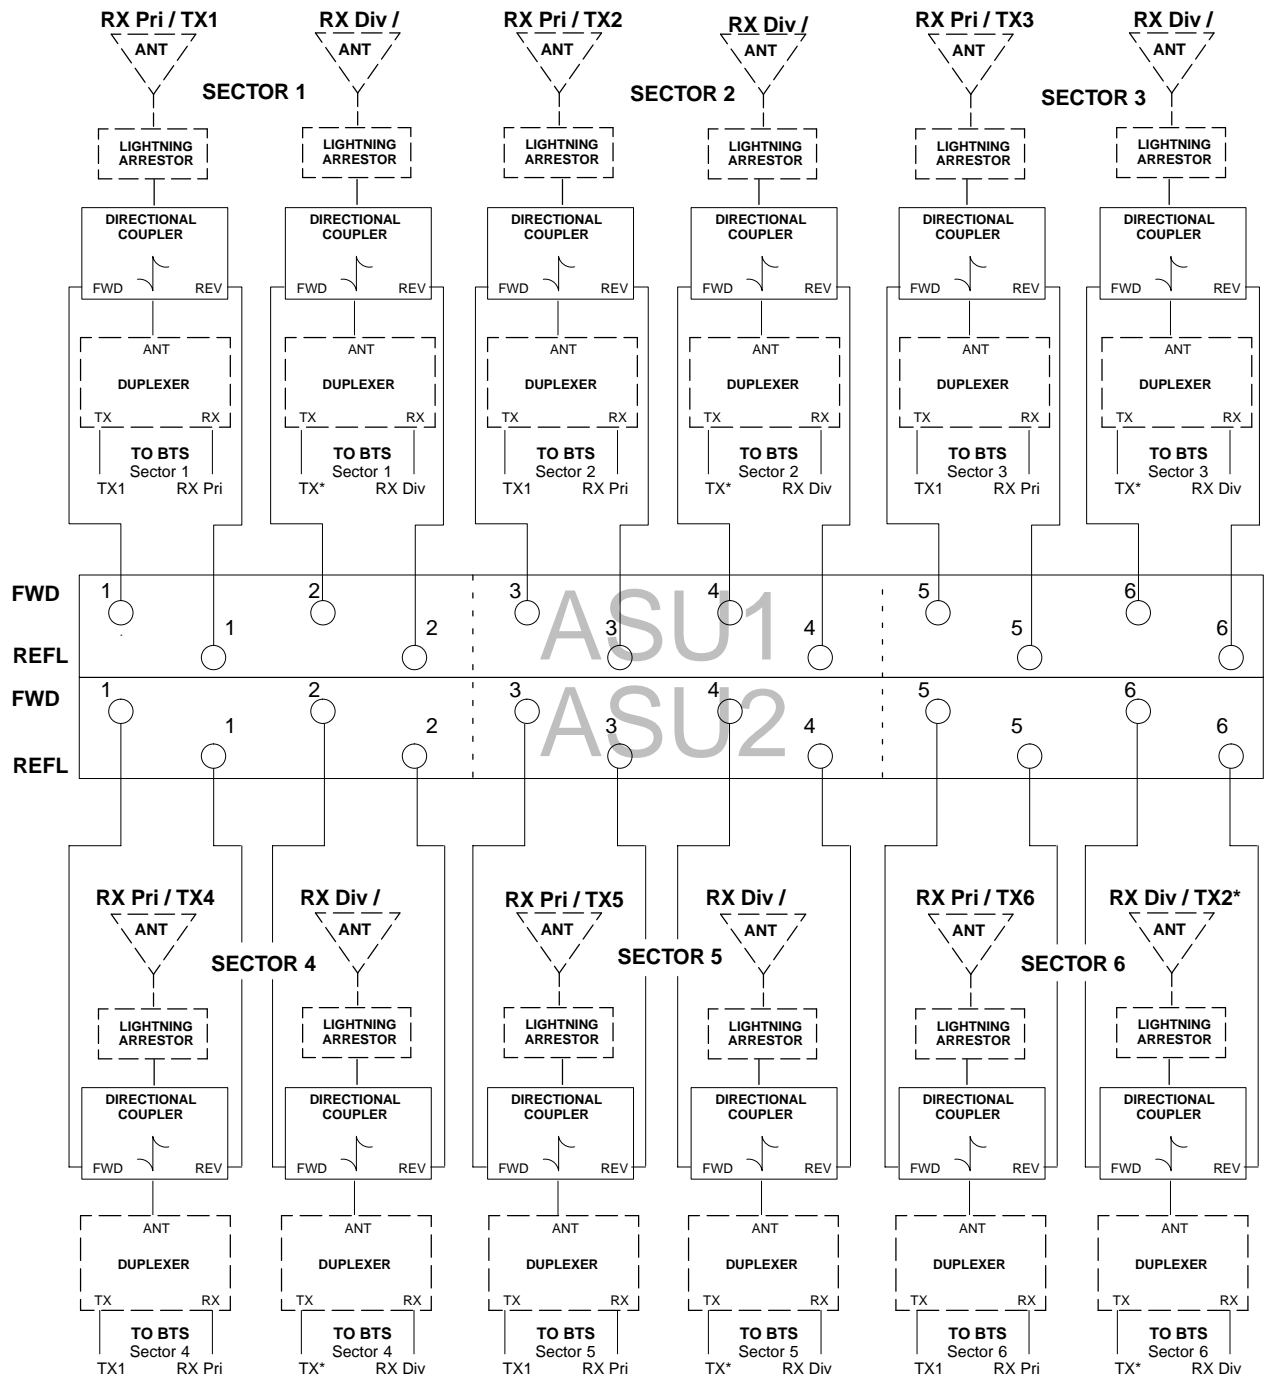 RX Pri / TX1 RX Div / RX Pri / TX2 RX Div / RX Pri / TX3 RX Div /
ANT ANT ANT ANT ANT ANT
SECTOR 1 SECTOR 2 SECTOR 3
LIGHTNING LIGHTNING LIGHTNING LIGHTNING LIGHTNING LIGHTNING
ARRESTOR ARRESTOR ARRESTOR ARRESTOR ARRESTOR ARRESTOR
DIRECTIONAL DIRECTIONAL DIRECTIONAL DIRECTIONAL DIRECTIONAL DIRECTIONAL
COUPLER COUPLER COUPLER COUPLER COUPLER COUPLER
FWD REV FWD REV FWD REV FWD REV FWD REV FWD REV
ANT ANT ANT ANT ANT ANT
DUPLEXER DUPLEXER DUPLEXER DUPLEXER DUPLEXER DUPLEXER
TX RX TX RX TX RX TX RX TX RX TX RX
TO BTS TO BTS TO BTS TO BTS TO BTS TO BTS
Sector 1 Sector 1 Sector 2 Sector 2 Sector 3 Sector 3
TX1 RX Pri TX* RX Div TX1 RX Pri TX* RX Div TX1 RX Pri TX* RX Div
FWD 1 2 3 4 5 6
ASU1
REFL 1 2 3 4 5 6
FWD 1 2 3 4 5 6
ASU2
REFL 1 2 3 4 5 6
RX Pri / TX4 RX Div / RX Pri / TX5 RX Div / RX Pri / TX6 RX Div / TX2*
ANT ANT ANT ANT ANT ANT
SECTOR 4 SECTOR 5 SECTOR 6
LIGHTNING LIGHTNING LIGHTNING LIGHTNING LIGHTNING LIGHTNING
ARRESTOR ARRESTOR ARRESTOR ARRESTOR ARRESTOR ARRESTOR
DIRECTIONAL DIRECTIONAL DIRECTIONAL DIRECTIONAL DIRECTIONAL DIRECTIONAL
COUPLER COUPLER COUPLER COUPLER COUPLER COUPLER
FWD REV FWD REV FWD REV FWD REV FWD REV FWD REV
ANT ANT ANT ANT ANT ANT
DUPLEXER DUPLEXER DUPLEXER DUPLEXER DUPLEXER DUPLEXER
TX RX TX RX TX RX TX RX TX RX TX RX
TO BTS TO BTS TO BTS TO BTS TO BTS TO BTS
Sector 4 Sector 4 Sector 5 Sector 5 Sector 6 Sector 6
TX1 RX Pri TX* RX Div TX1 RX Pri TX* RX Div TX1 RX Pri TX* RX Div